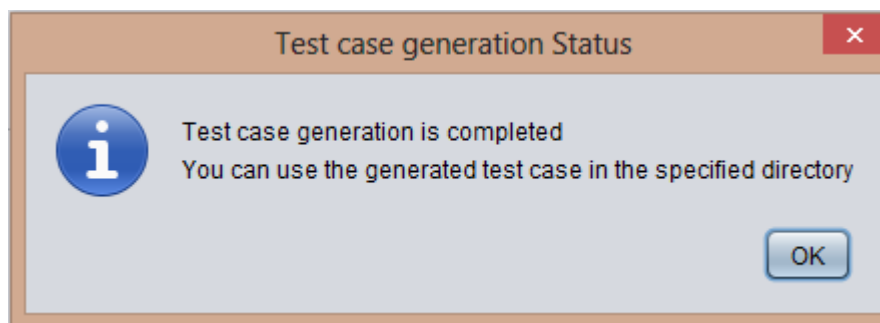 Test case generation Status
Test case generation is completed
You can use the generated test case in the specified directory
OK